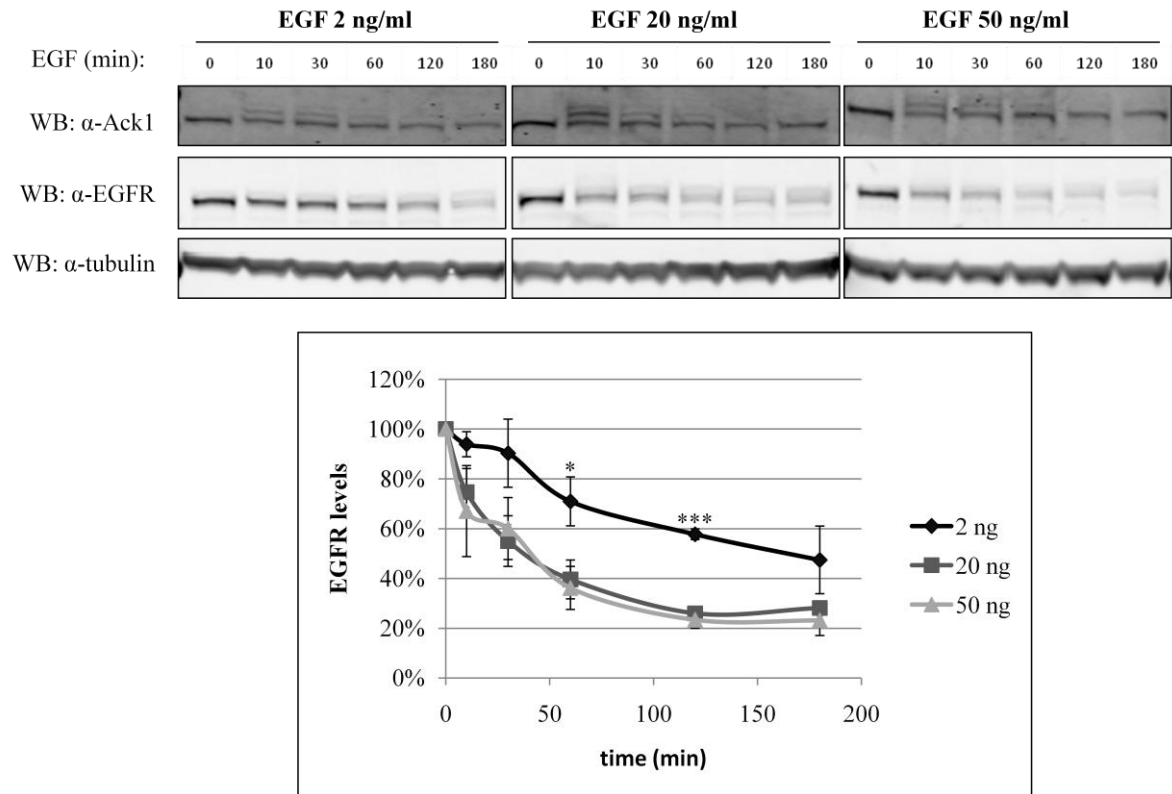 EGF 2 ng/ml EGF 20 ng/ml EGF 50 ng/ml
EGF (min): 0 10 30 60 120 180 0 10 30 60 120 180 0 10 30 60 120 180
WB: α-Ack1
WB: α-EGFR
WB: α-tubulin
120%
100%
80%
60%
40%
20%
0%
EGFR levels
*
***
0 50 100 150 200
time (min)
2 ng
20 ng
50 ng